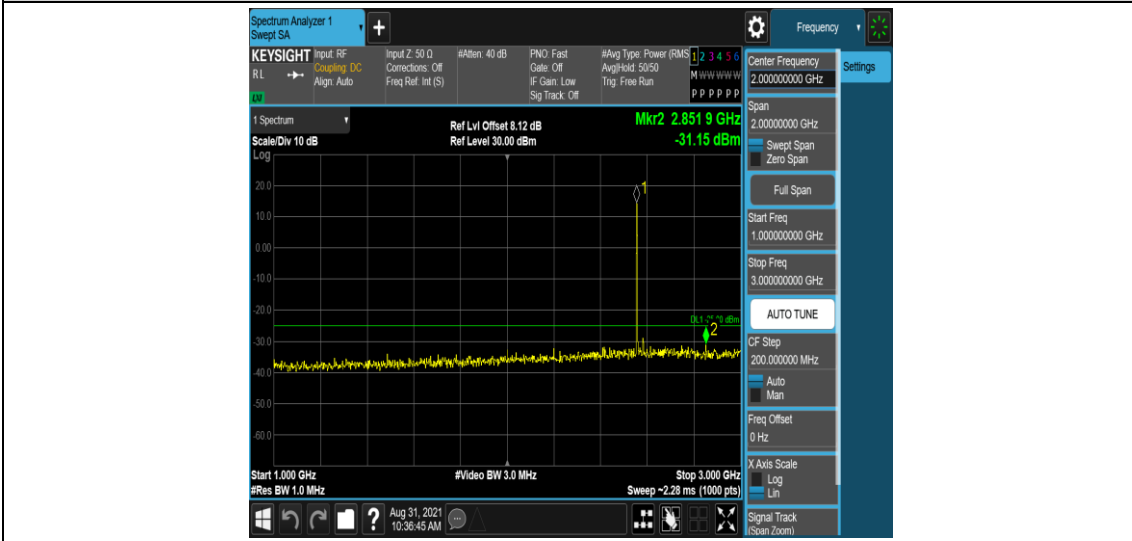 Spectrum Analyzer 1
Swept SA
+
Frequency
KEYSIGHT
RL
LM
Input: RF
Coupling: DC
Align: Auto
Input Z: 50 Ω
Corrections: Off
Freq Ref: Int (S)
#Atten: 40 dB
PNO: Fast
Gate: Off
IF Gain: Low
Sig Track: Off
#Avg Type: Power (RMS
Avg|Hold: 50/50
Trig: Free Run
1 2 3 4 5 6
M W W W W W
P P P P P P
1 Spectrum
Scale/Div 10 dB
Log
Ref Lvl Offset 8.12 dB
Ref Level 30.00 dBm
Mkr2 2.851 9 GHz
-31.15 dBm
20.0
10.0
0.00
-10.0
-20.0
-30.0
-40.0
-50.0
-60.0
1
2
Start 1.000 GHz
#Res BW 1.0 MHz
#Video BW 3.0 MHz
Stop 3.000 GHz
Sweep ~2.28 ms (1000 pts)
?
Aug 31, 2021
10:36:45 AM
Center Frequency
2.000000000 GHz
Span
2.00000000 GHz
Swept Span
Zero Span
Full Span
Start Freq
1.000000000 GHz
Stop Freq
3.000000000 GHz
AUTO TUNE
CF Step
200.000000 MHz
Auto
Man
Freq Offset
0 Hz
X Axis Scale
Log
Lin
Signal Track
(Span Zoom)
Settings